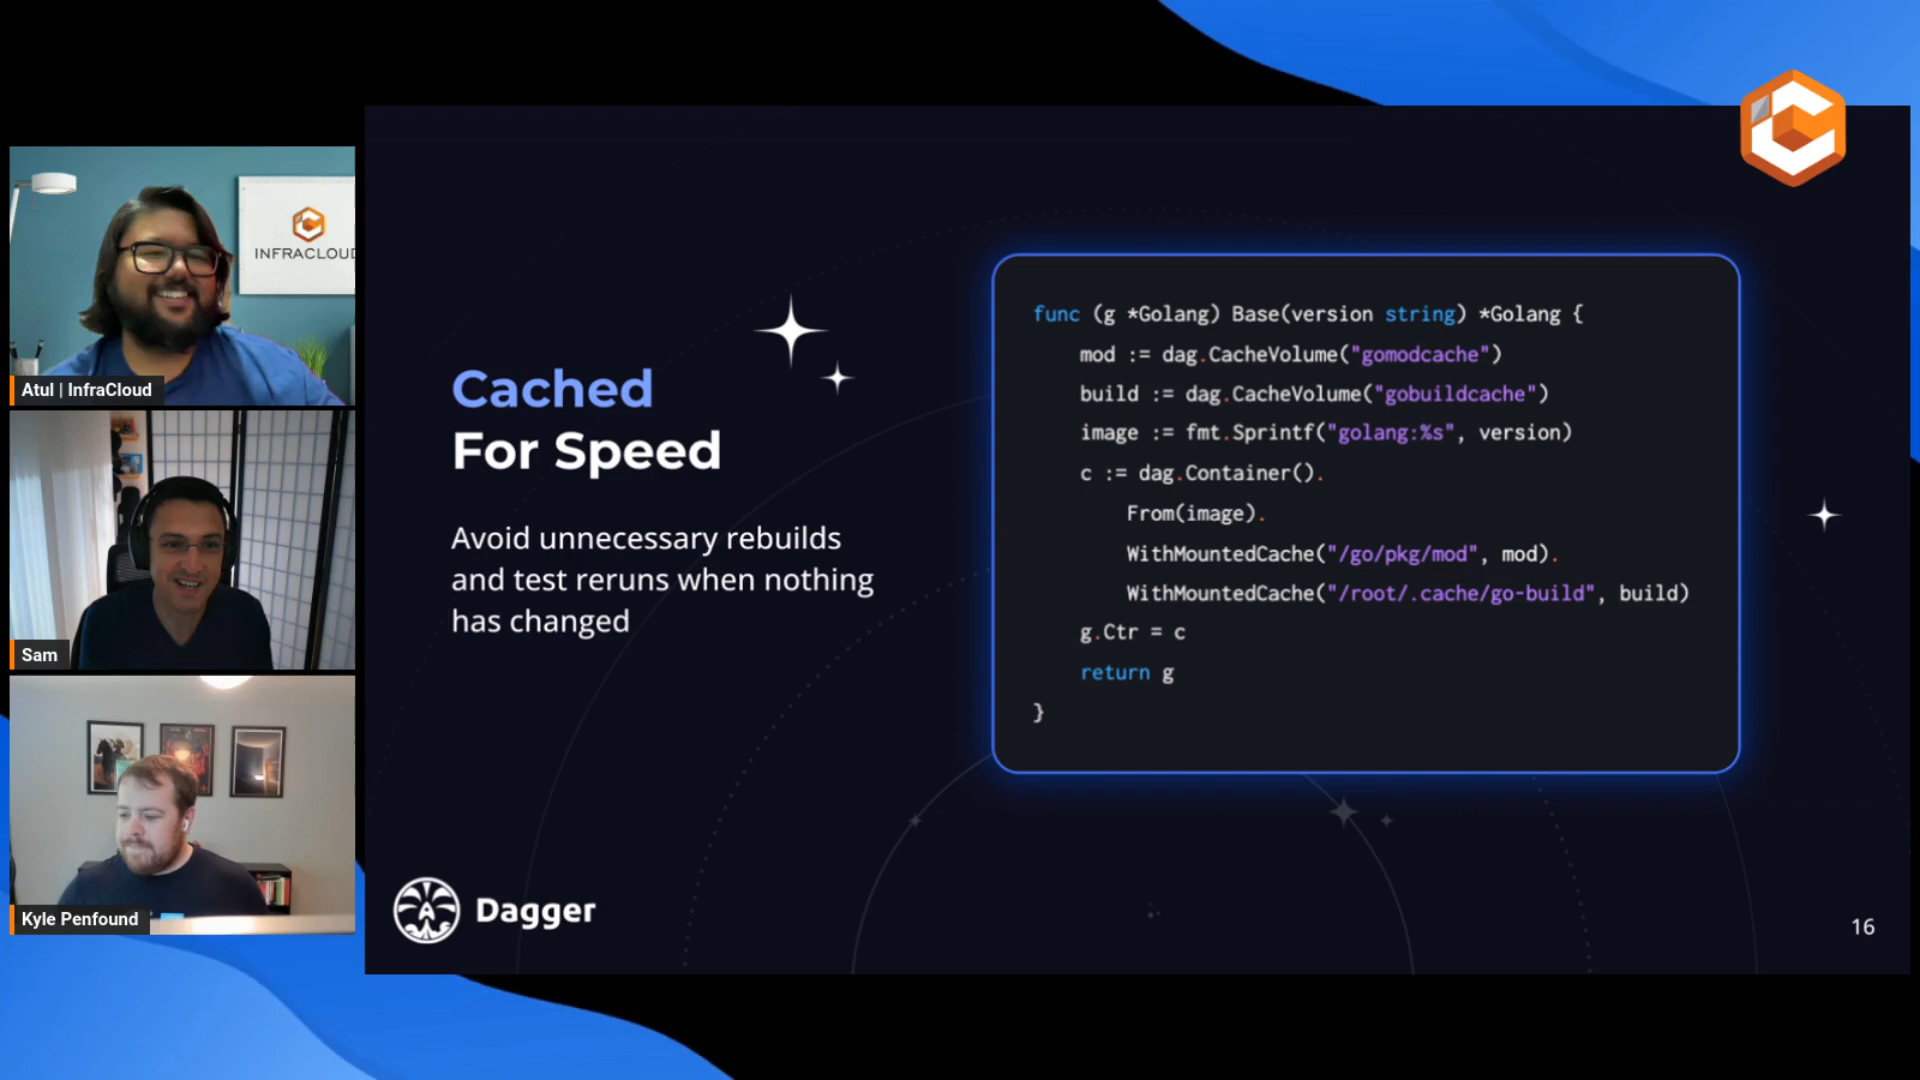 INFRACLOUD
Atul | InfraCloud
Sam
Kyle Penfound
Cached
For Speed
Avoid unnecessary rebuilds
and test reruns when nothing
has changed
func (g *Golang) Base(version string) *Golang {
mod := dag.CacheVolume("gomodcache")
build := dag.CacheVolume("gobuildcache")
image := fmt.Sprintf("golang:%s", version)
c := dag.Container().
From(image).
WithMountedCache("/go/pkg/mod", mod).
WithMountedCache("/root/.cache/go-build", build)
g.Ctr = c
return g
}
Dagger
16